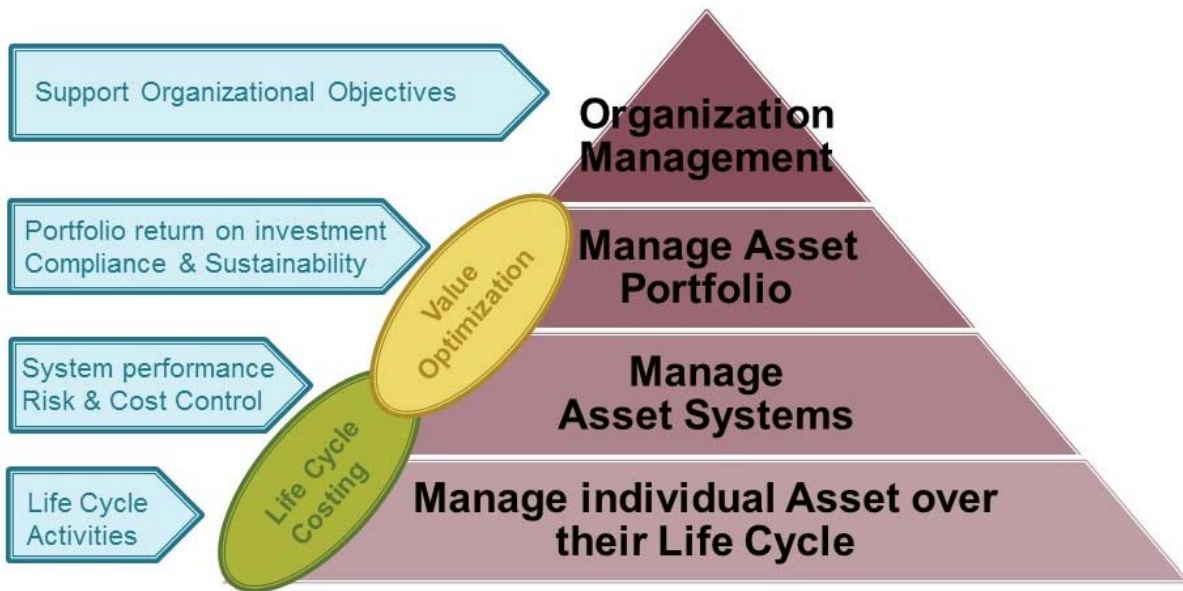 Support Organizational Objectives
Organization
Management
Portfolio return on investment
Compliance & Sustainability
Value
Optimization
Manage Asset
Portfolio
System performance
Risk & Cost Control
Manage
Asset Systems
Life Cycle
Activities
Life Cycle
Costing
Manage individual Asset over
their Life Cycle